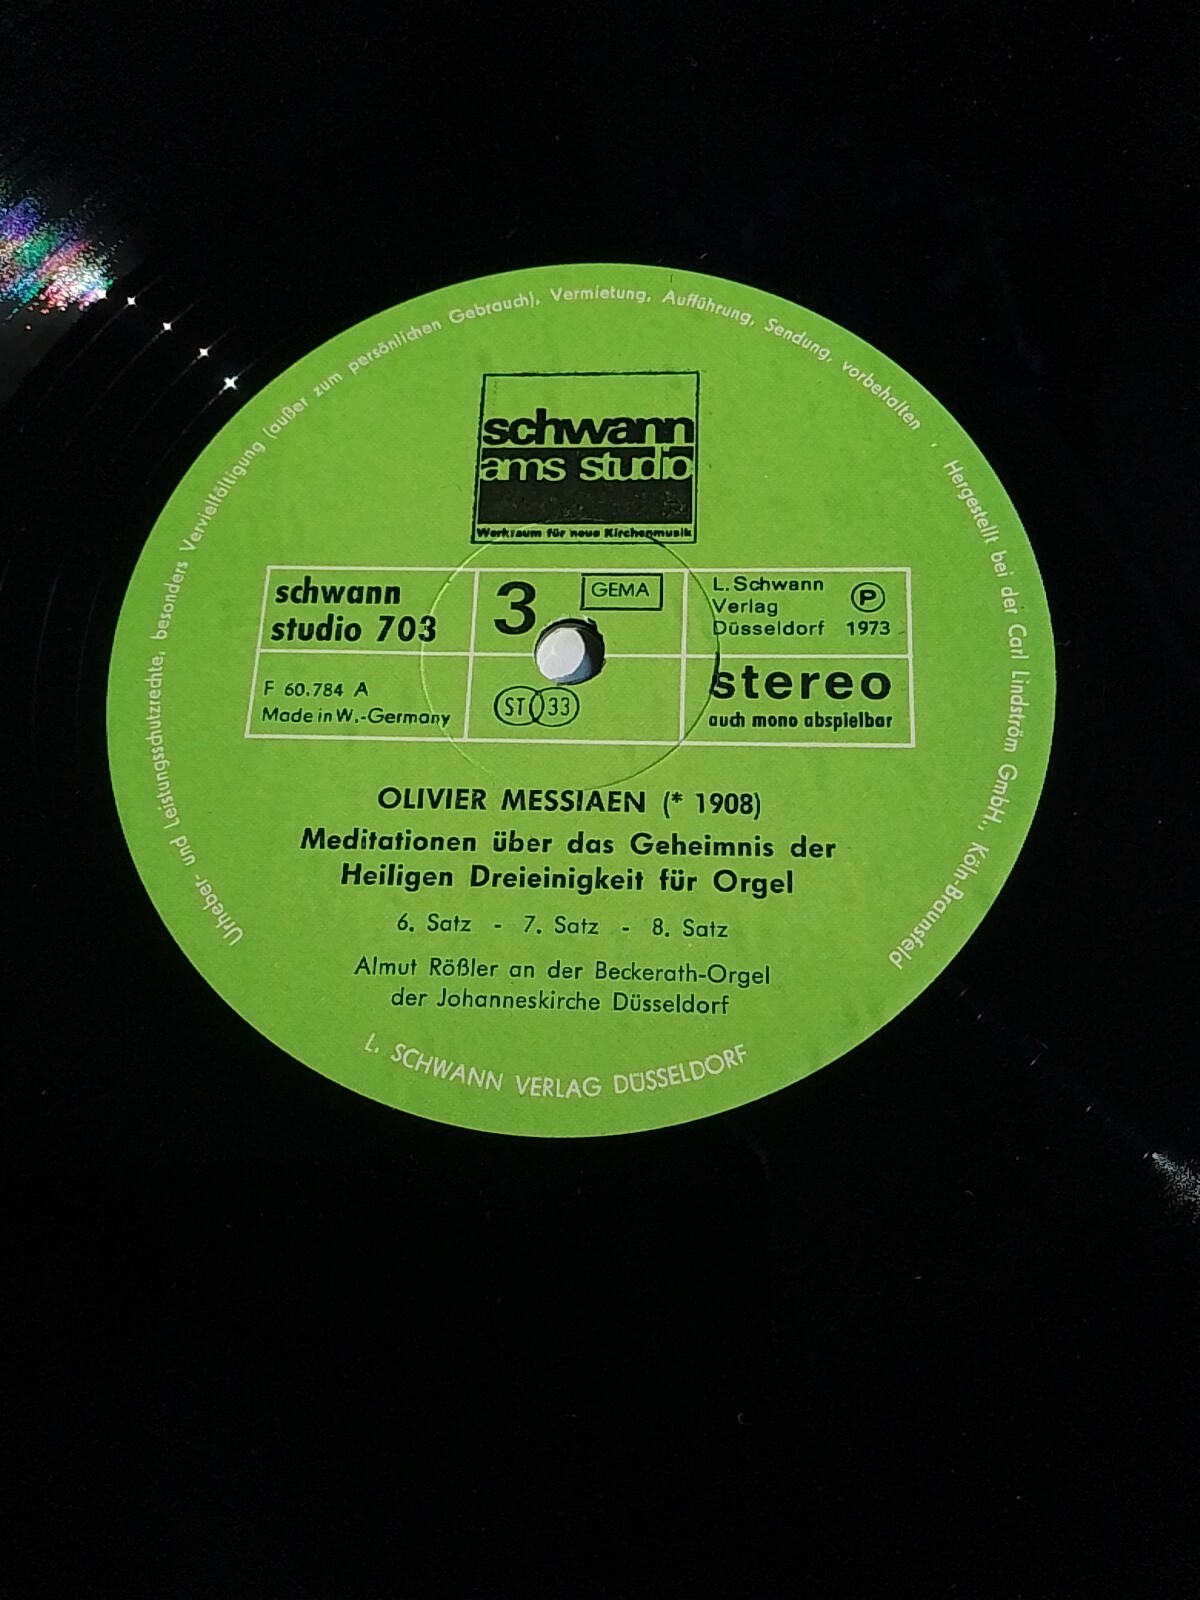 Urheber- und Leistungsschutzrechte, besonders Vervielfältigung (außer zum persönlichen Gebrauch), Vermietung, Aufführung, Sendung, vorbehalten . Hergestellt bei der Carl Lindström GmbH., Köln-Braunsfeld
schwann
ams studio
Werkraum für neue Kirchenmusik
schwann
studio 703
3
GEMA
L. Schwann
Verlag
Düsseldorf
P
1973
F 60.784 A
Made in W.-Germany
ST 33
stereo
auch mono abspielbar
OLIVIER MESSIAEN (* 1908)
Meditationen über das Geheimnis der
Heiligen Dreieinigkeit für Orgel
6. Satz - 7. Satz - 8. Satz
Almut Rößler an der Beckerath-Orgel
der Johanneskirche Düsseldorf
L. SCHWANN VERLAG DÜSSELDORF